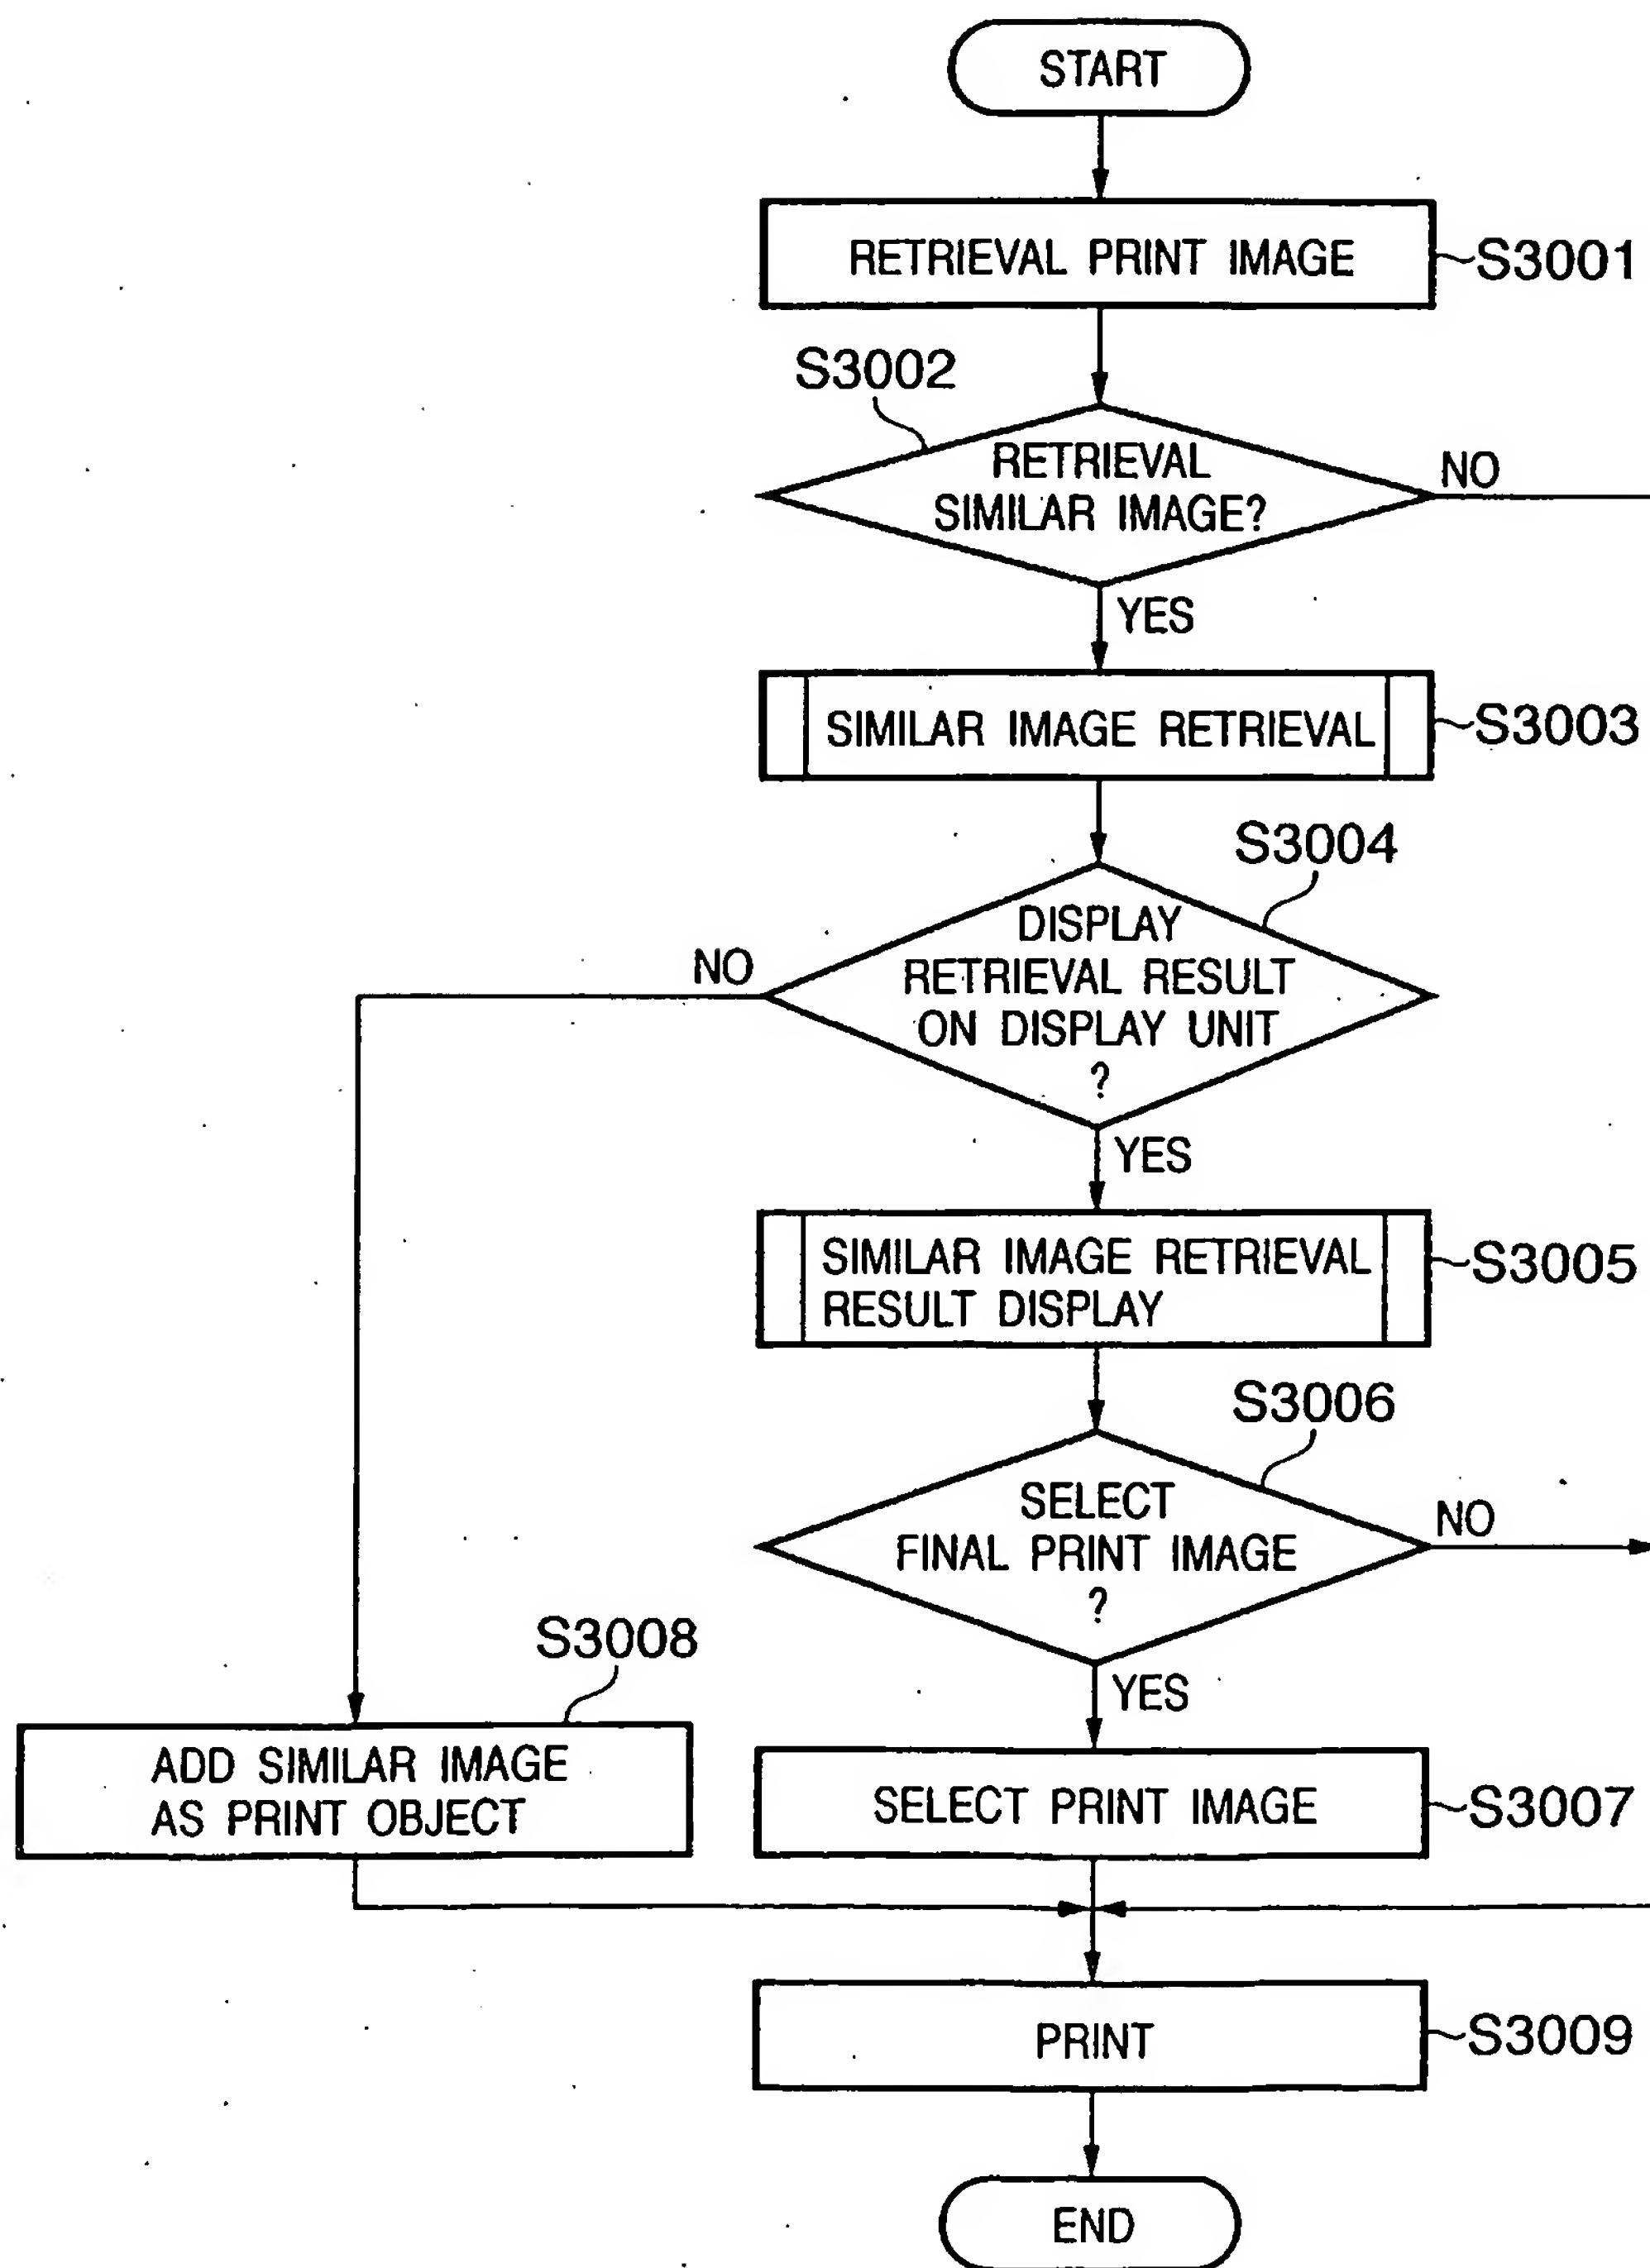 START
RETRIEVAL PRINT IMAGE
S3001
S3002
RETRIEVAL
SIMILAR IMAGE?
NO
YES
SIMILAR IMAGE RETRIEVAL
S3003
S3004
DISPLAY
RETRIEVAL RESULT
ON DISPLAY UNIT
?
NO
YES
SIMILAR IMAGE RETRIEVAL
RESULT DISPLAY
S3005
S3006
SELECT
FINAL PRINT IMAGE
?
NO
YES
S3008
ADD SIMILAR IMAGE
AS PRINT OBJECT
SELECT PRINT IMAGE
S3007
PRINT
S3009
END